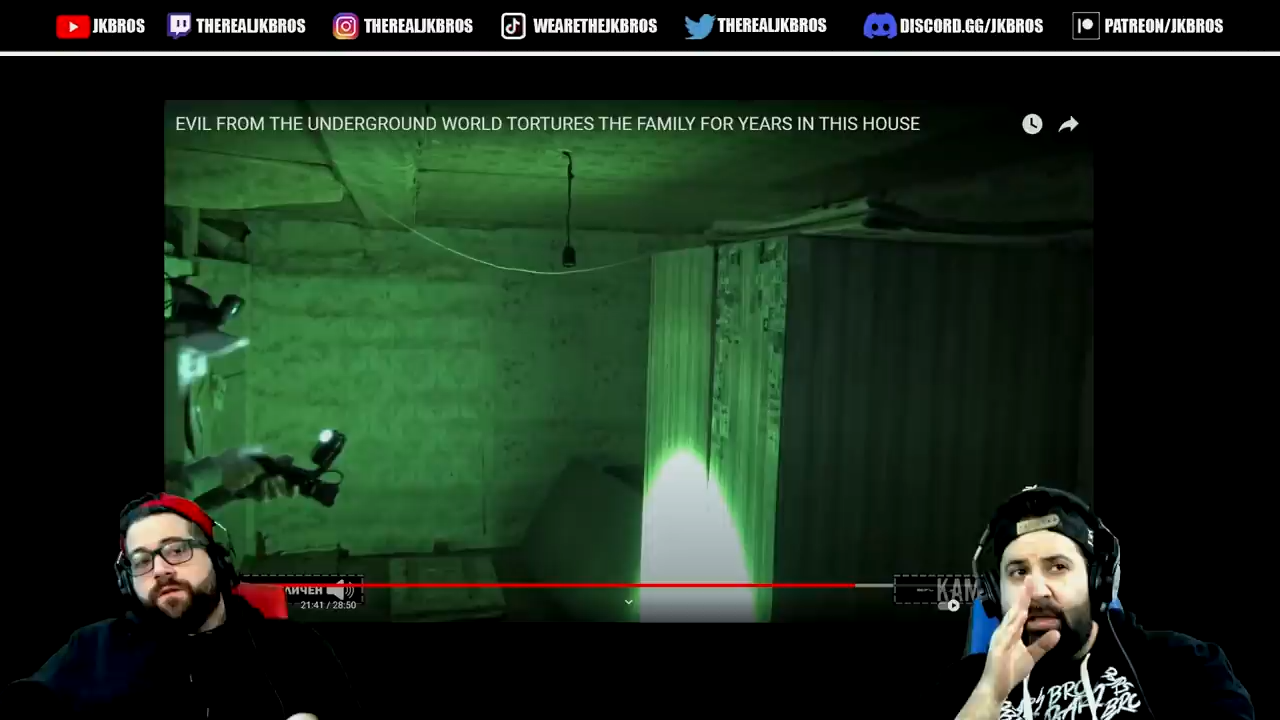 JKBROS THEREALJKBROS THEREALJKBROS WEARETHEJKBROS THEREALJKBROS DISCORD.GG/JKBROS PATREON/JKBROS
EVIL FROM THE UNDERGROUND WORLD TORTURES THE FAMILY FOR YEARS IN THIS HOUSE
21:41 / 28:50